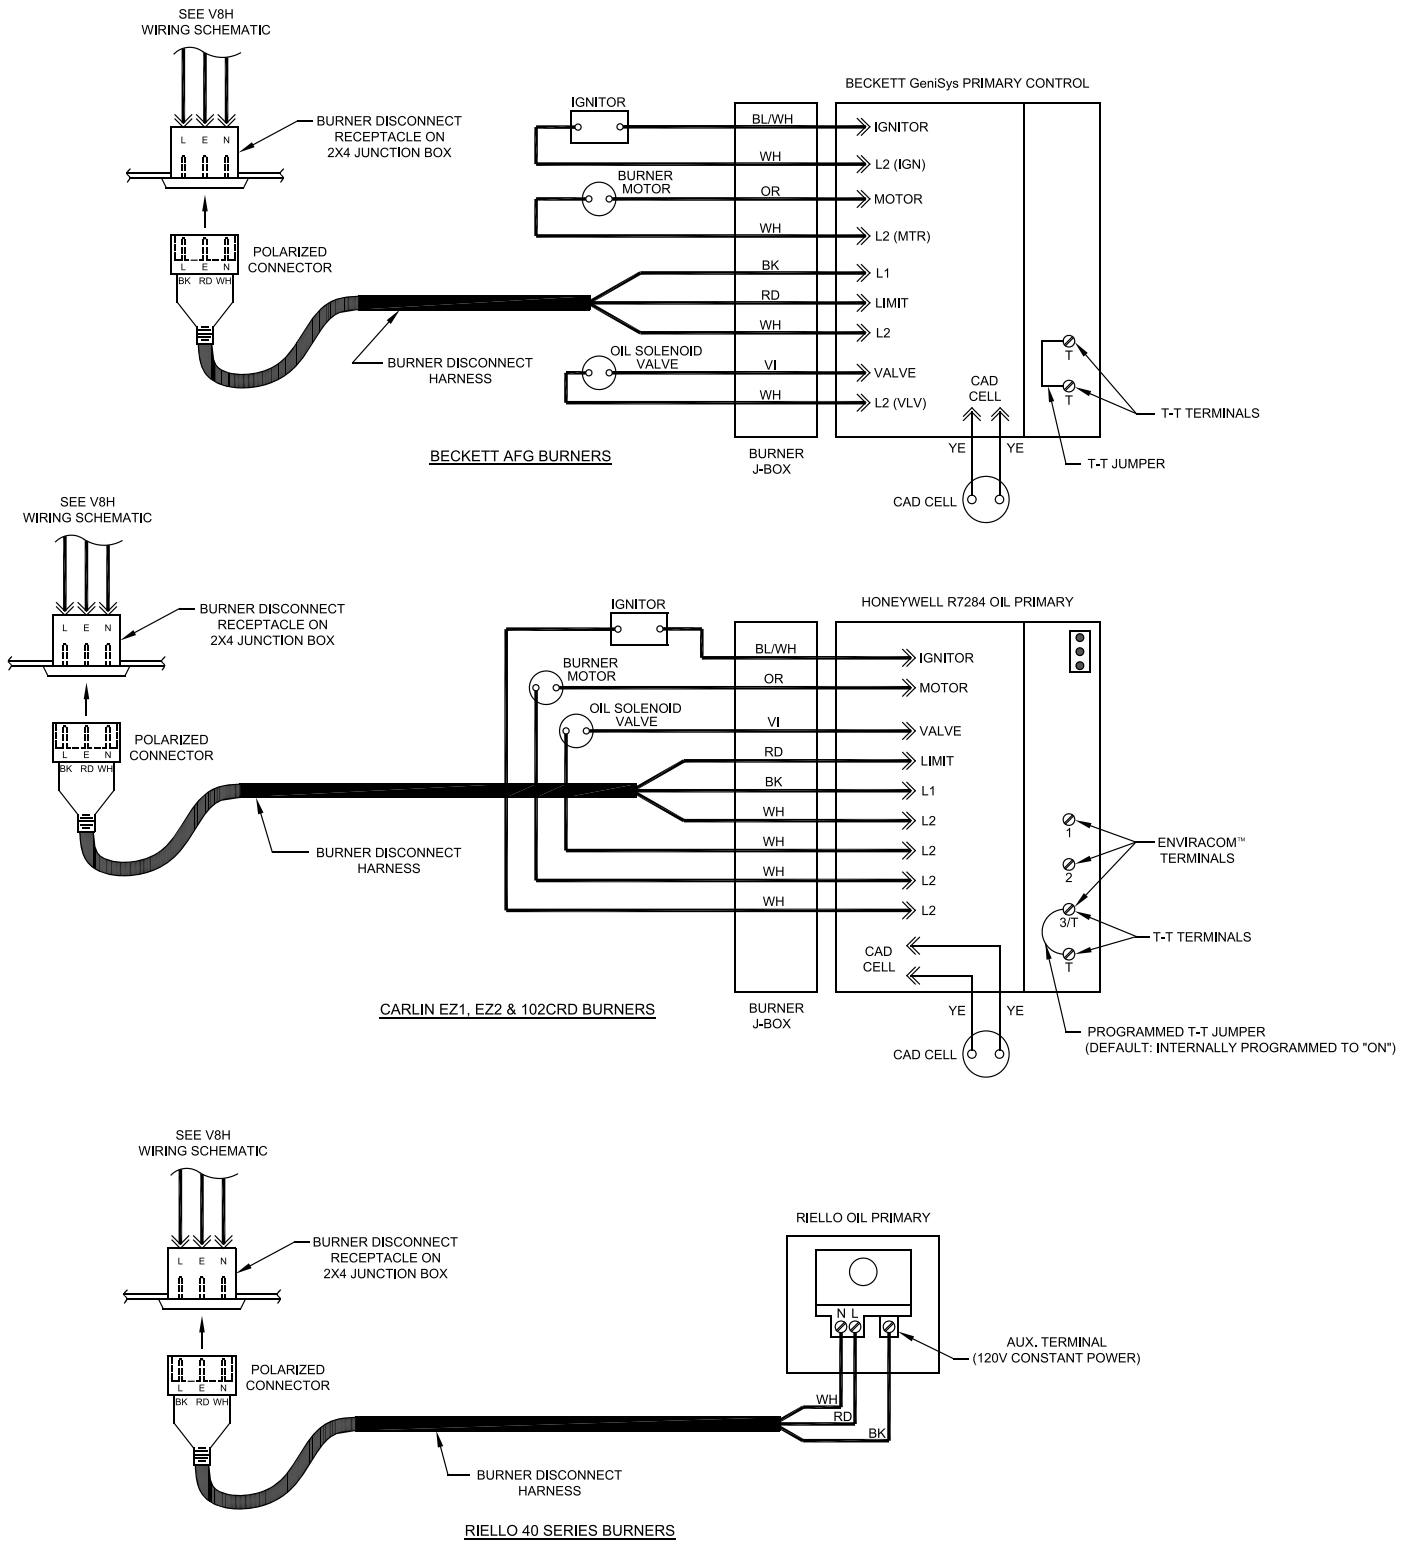 SEE V8H
WIRING SCHEMATIC
L E N
BURNER DISCONNECT
RECEPTACLE ON
2X4 JUNCTION BOX
POLARIZED
CONNECTOR
L E N
BK RD WH
BURNER DISCONNECT
HARNESS
BECKETT GeniSys PRIMARY CONTROL
IGNITOR
BL/WH
IGNITOR
WH
L2 (IGN)
BURNER
MOTOR
OR
MOTOR
WH
L2 (MTR)
BK
L1
RD
LIMIT
WH
L2
OIL SOLENOID
VALVE
VI
VALVE
WH
L2 (VLV)
CAD
CELL
T
T
T-T TERMINALS
T-T JUMPER
YE
YE
CAD CELL
BURNER
J-BOX
BECKETT AFG BURNERS
SEE V8H
WIRING SCHEMATIC
L E N
BURNER DISCONNECT
RECEPTACLE ON
2X4 JUNCTION BOX
POLARIZED
CONNECTOR
L E N
BK RD WH
BURNER DISCONNECT
HARNESS
HONEYWELL R7284 OIL PRIMARY
IGNITOR
BL/WH
IGNITOR
BURNER
MOTOR
OR
MOTOR
OIL SOLENOID
VALVE
VI
VALVE
RD
LIMIT
BK
L1
WH
L2
WH
L2
WH
L2
WH
L2
CAD
CELL
1
2
3/T
T
ENVIRACOM™
TERMINALS
T-T TERMINALS
PROGRAMMED T-T JUMPER
(DEFAULT: INTERNALLY PROGRAMMED TO "ON")
YE
YE
CAD CELL
BURNER
J-BOX
CARLIN EZ1, EZ2 & 102CRD BURNERS
SEE V8H
WIRING SCHEMATIC
L E N
BURNER DISCONNECT
RECEPTACLE ON
2X4 JUNCTION BOX
POLARIZED
CONNECTOR
L E N
BK RD WH
BURNER DISCONNECT
HARNESS
RIELLO OIL PRIMARY
N L
AUX. TERMINAL
(120V CONSTANT POWER)
WH
RD
BK
RIELLO 40 SERIES BURNERS